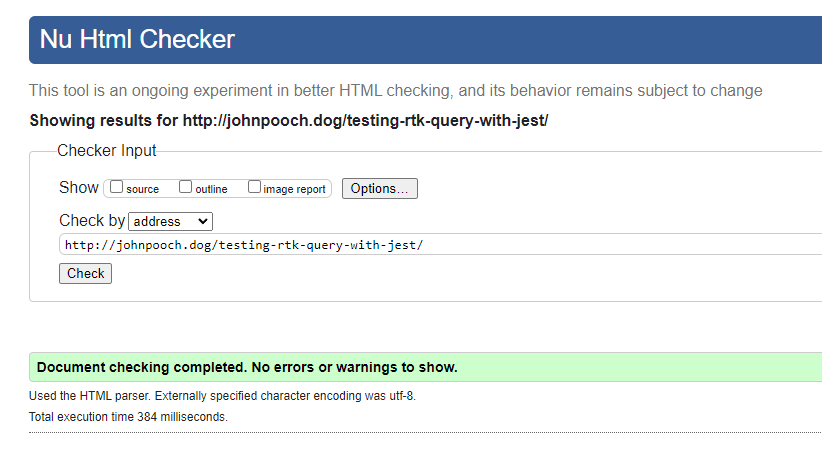 Nu Html Checker
This tool is an ongoing experiment in better HTML checking, and its behavior remains subject to change
Showing results for http://johnpooch.dog/testing-rtk-query-with-jest/
Checker Input
Show source outline image report Options...
Check by address
http://johnpooch.dog/testing-rtk-query-with-jest/
Check
Document checking completed. No errors or warnings to show.
Used the HTML parser. Externally specified character encoding was utf-8.
Total execution time 384 milliseconds.